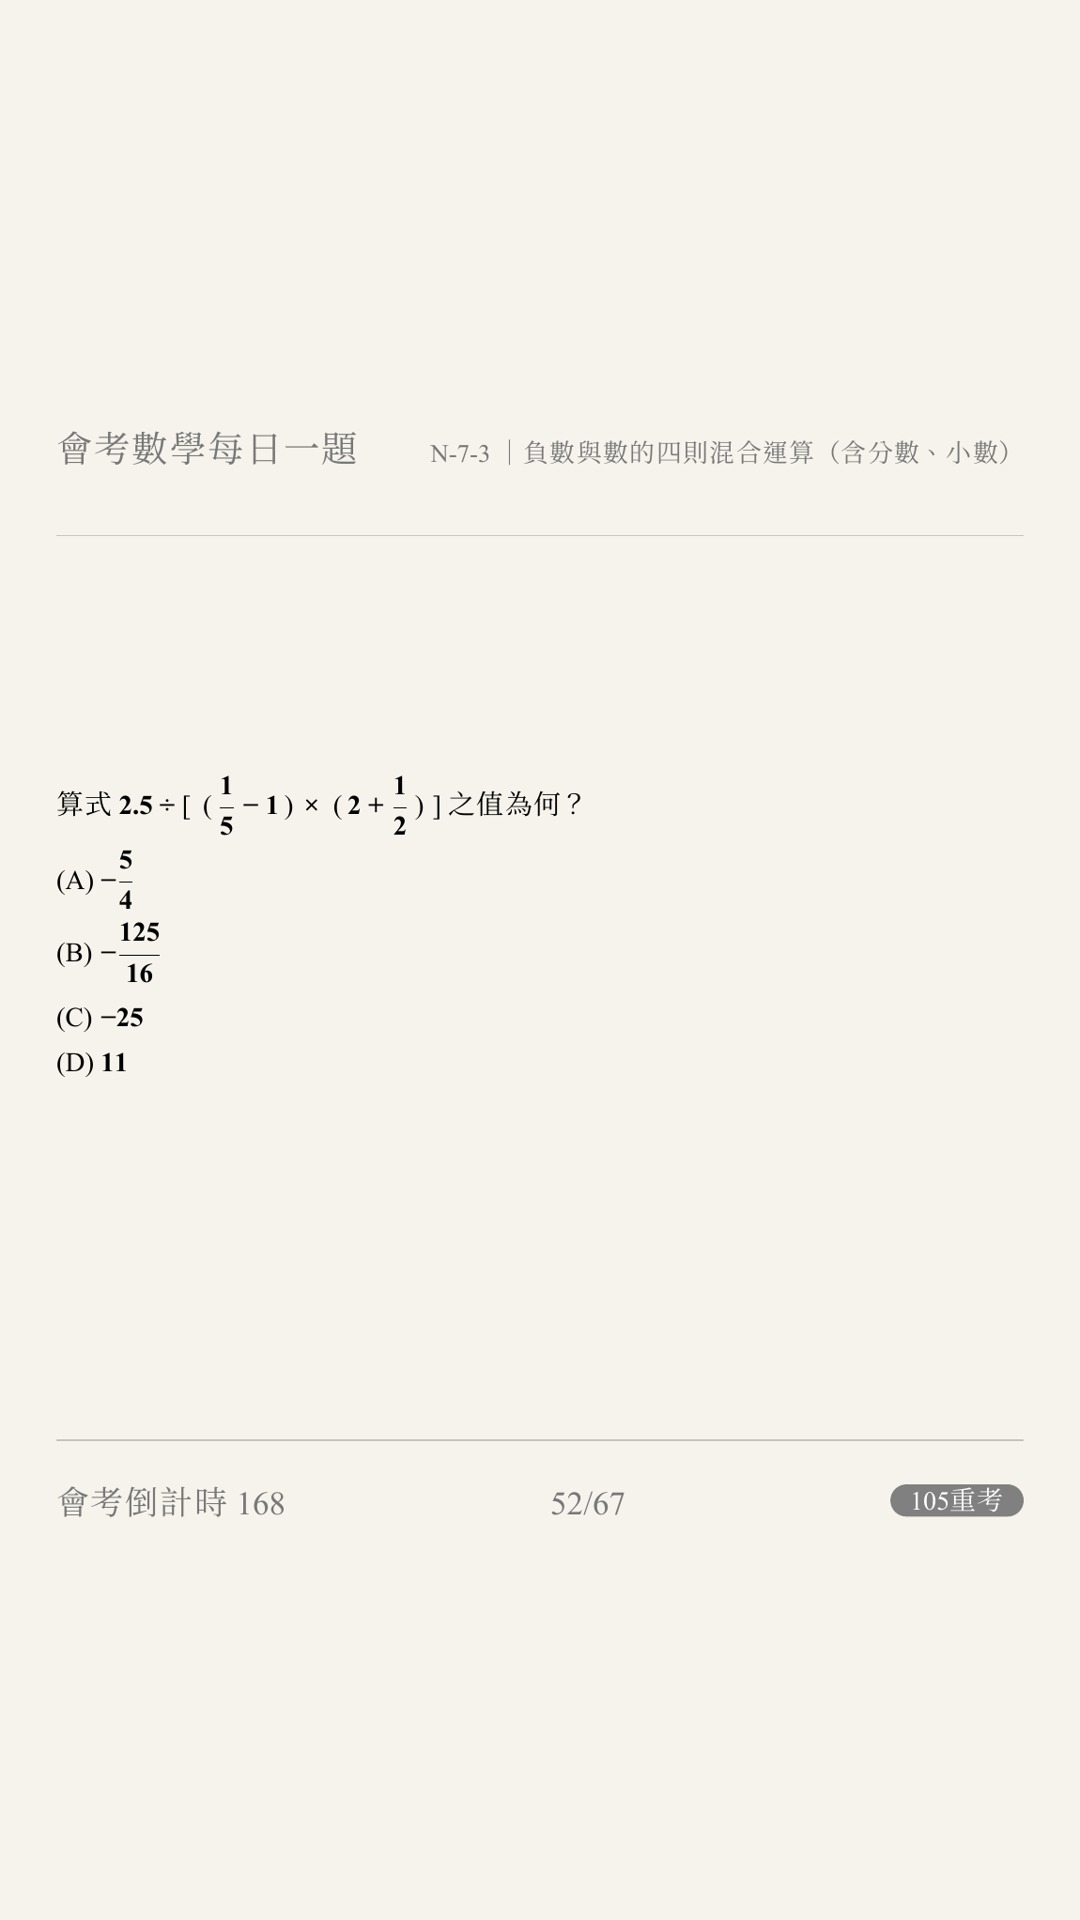 會考數學每日一題
N-7-3｜負數與數的四則混合運算（含分數、小數）
算式 2.5 ÷ [ ( 1/5 − 1 ) × ( 2 + 1/2 ) ] 之值為何？
(A) −5/4
(B) −125/16
(C) −25
(D) 11
會考倒計時 168
52/67
105重考